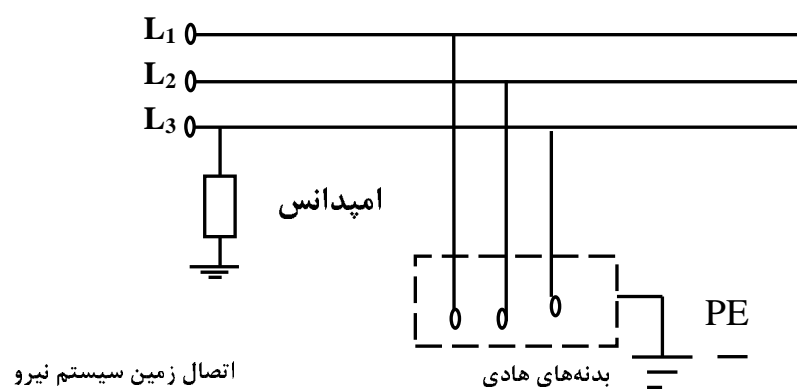 L1
L2
L3
امپدانس
PE
اتصال زمین سیستم نیرو
بدنه‌های هادی